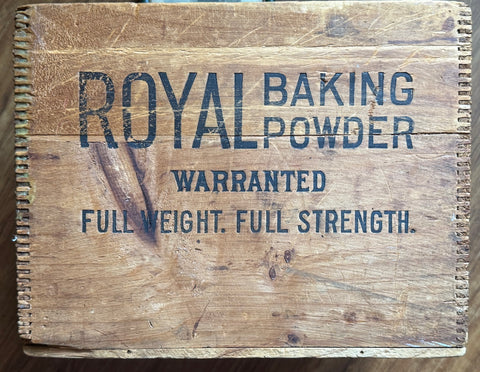 ROYAL BAKING
POWDER
WARRANTED
FULL WEIGHT. FULL STRENGTH.